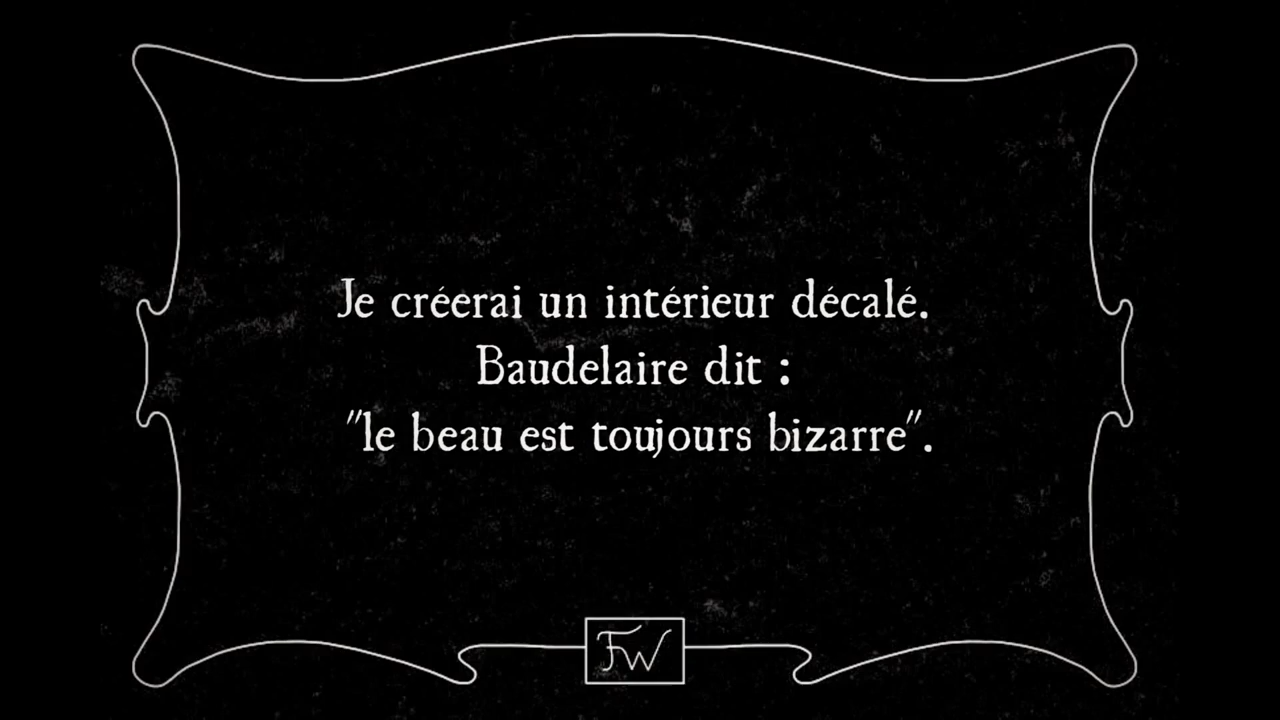 Je créerai un intérieur décalé.
Baudelaire dit :
"le beau est toujours bizarre".
FW